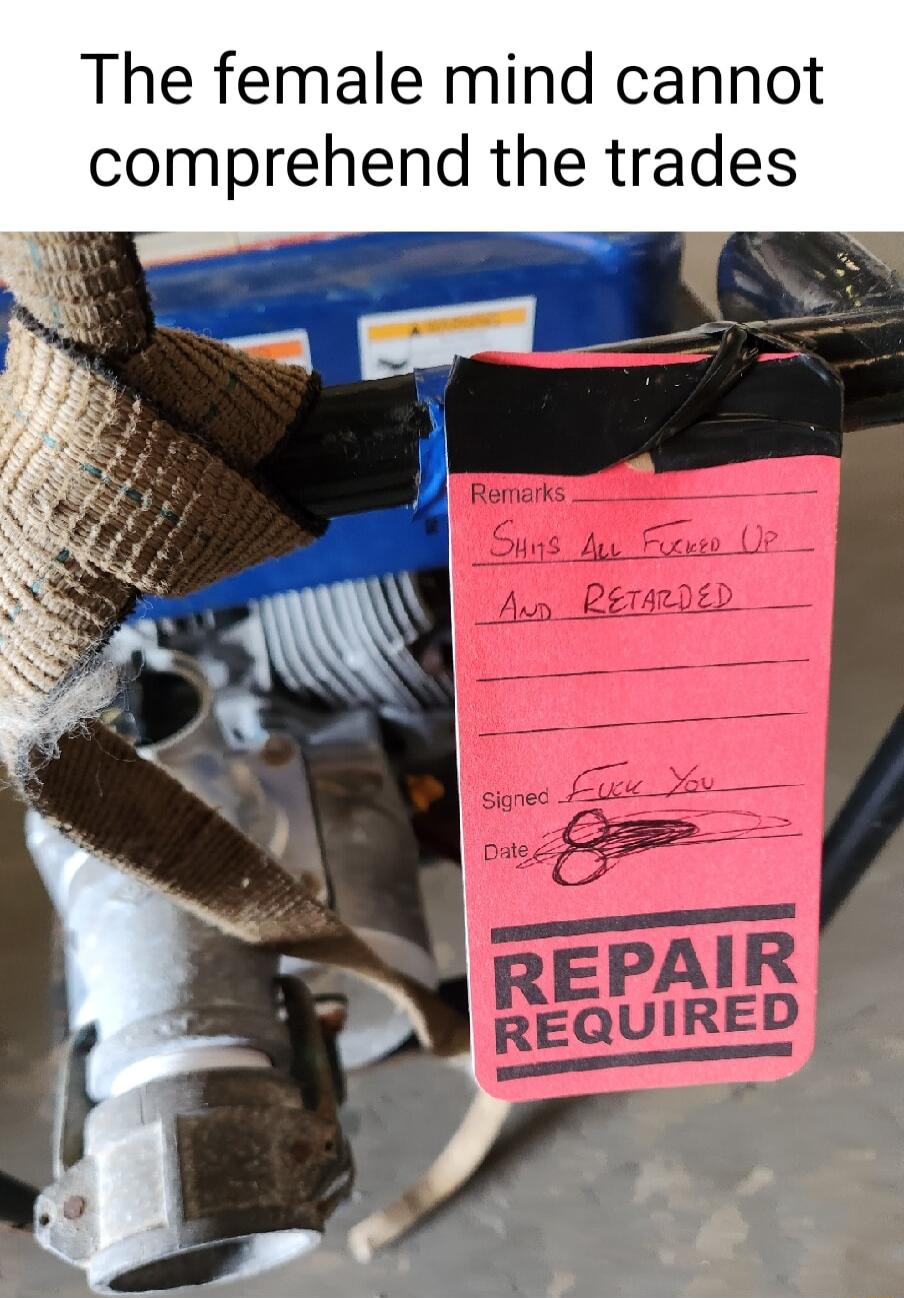 The female mind cannot
comprehend the trades
WARNING
Remarks
SHITS ALL FUCKED UP
AND RETARDED
Signed FUCK YOU
Date
REPAIR
REQUIRED